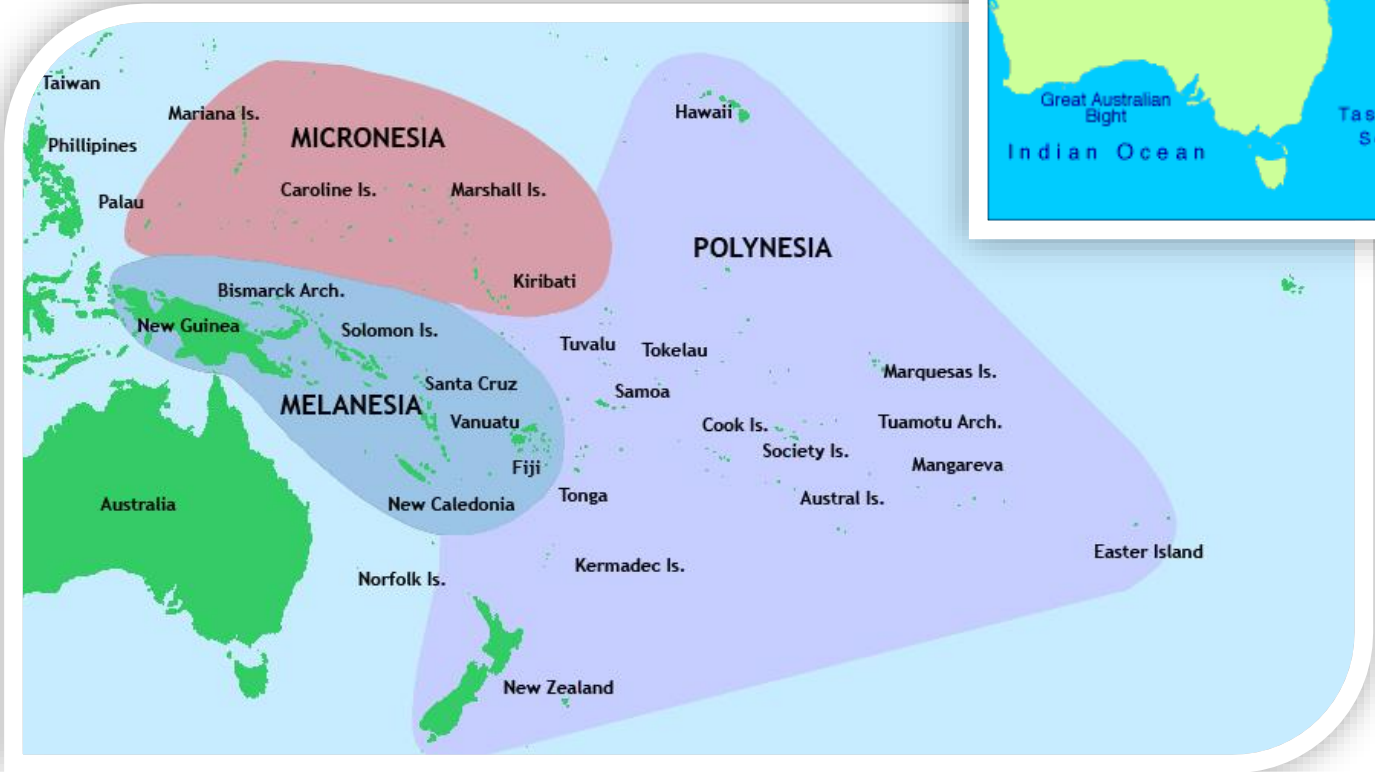 Taiwan
Phillipines
Palau
Mariana Is.
MICRONESIA
Caroline Is.
Marshall Is.
Kiribati
Hawaii
POLYNESIA
Bismarck Arch.
New Guinea
Solomon Is.
Santa Cruz
MELANESIA
Vanuatu
Fiji
New Caledonia
Tuvalu
Tokelau
Samoa
Tonga
Cook Is.
Society Is.
Austral Is.
Marquesas Is.
Tuamotu Arch.
Mangareva
Easter Island
Australia
Norfolk Is.
Kermadec Is.
New Zealand
Great Australian
Bight
Indian Ocean
Tas
S